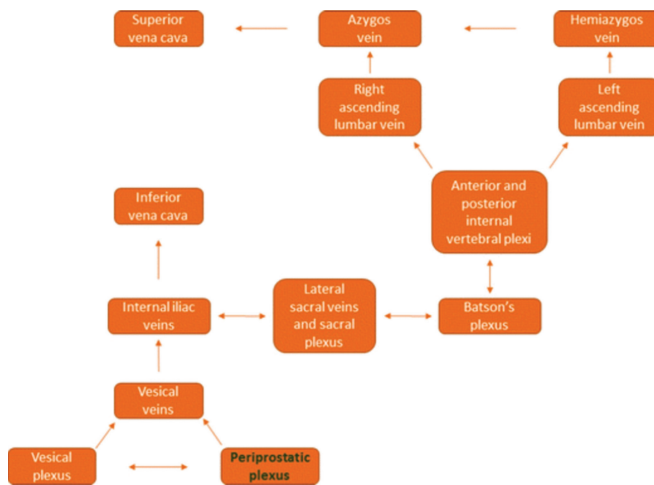 Superior
vena cava
Azygos
vein
Hemiazygos
vein
Right
ascending
lumbar vein
Left
ascending
lumbar vein
Anterior and
posterior
internal
vertebral plexi
Inferior
vena cava
Internal iliac
veins
Lateral
sacral veins
and sacral
plexus
Batson's
plexus
Vesical
veins
Vesical
plexus
Periprostatic
plexus